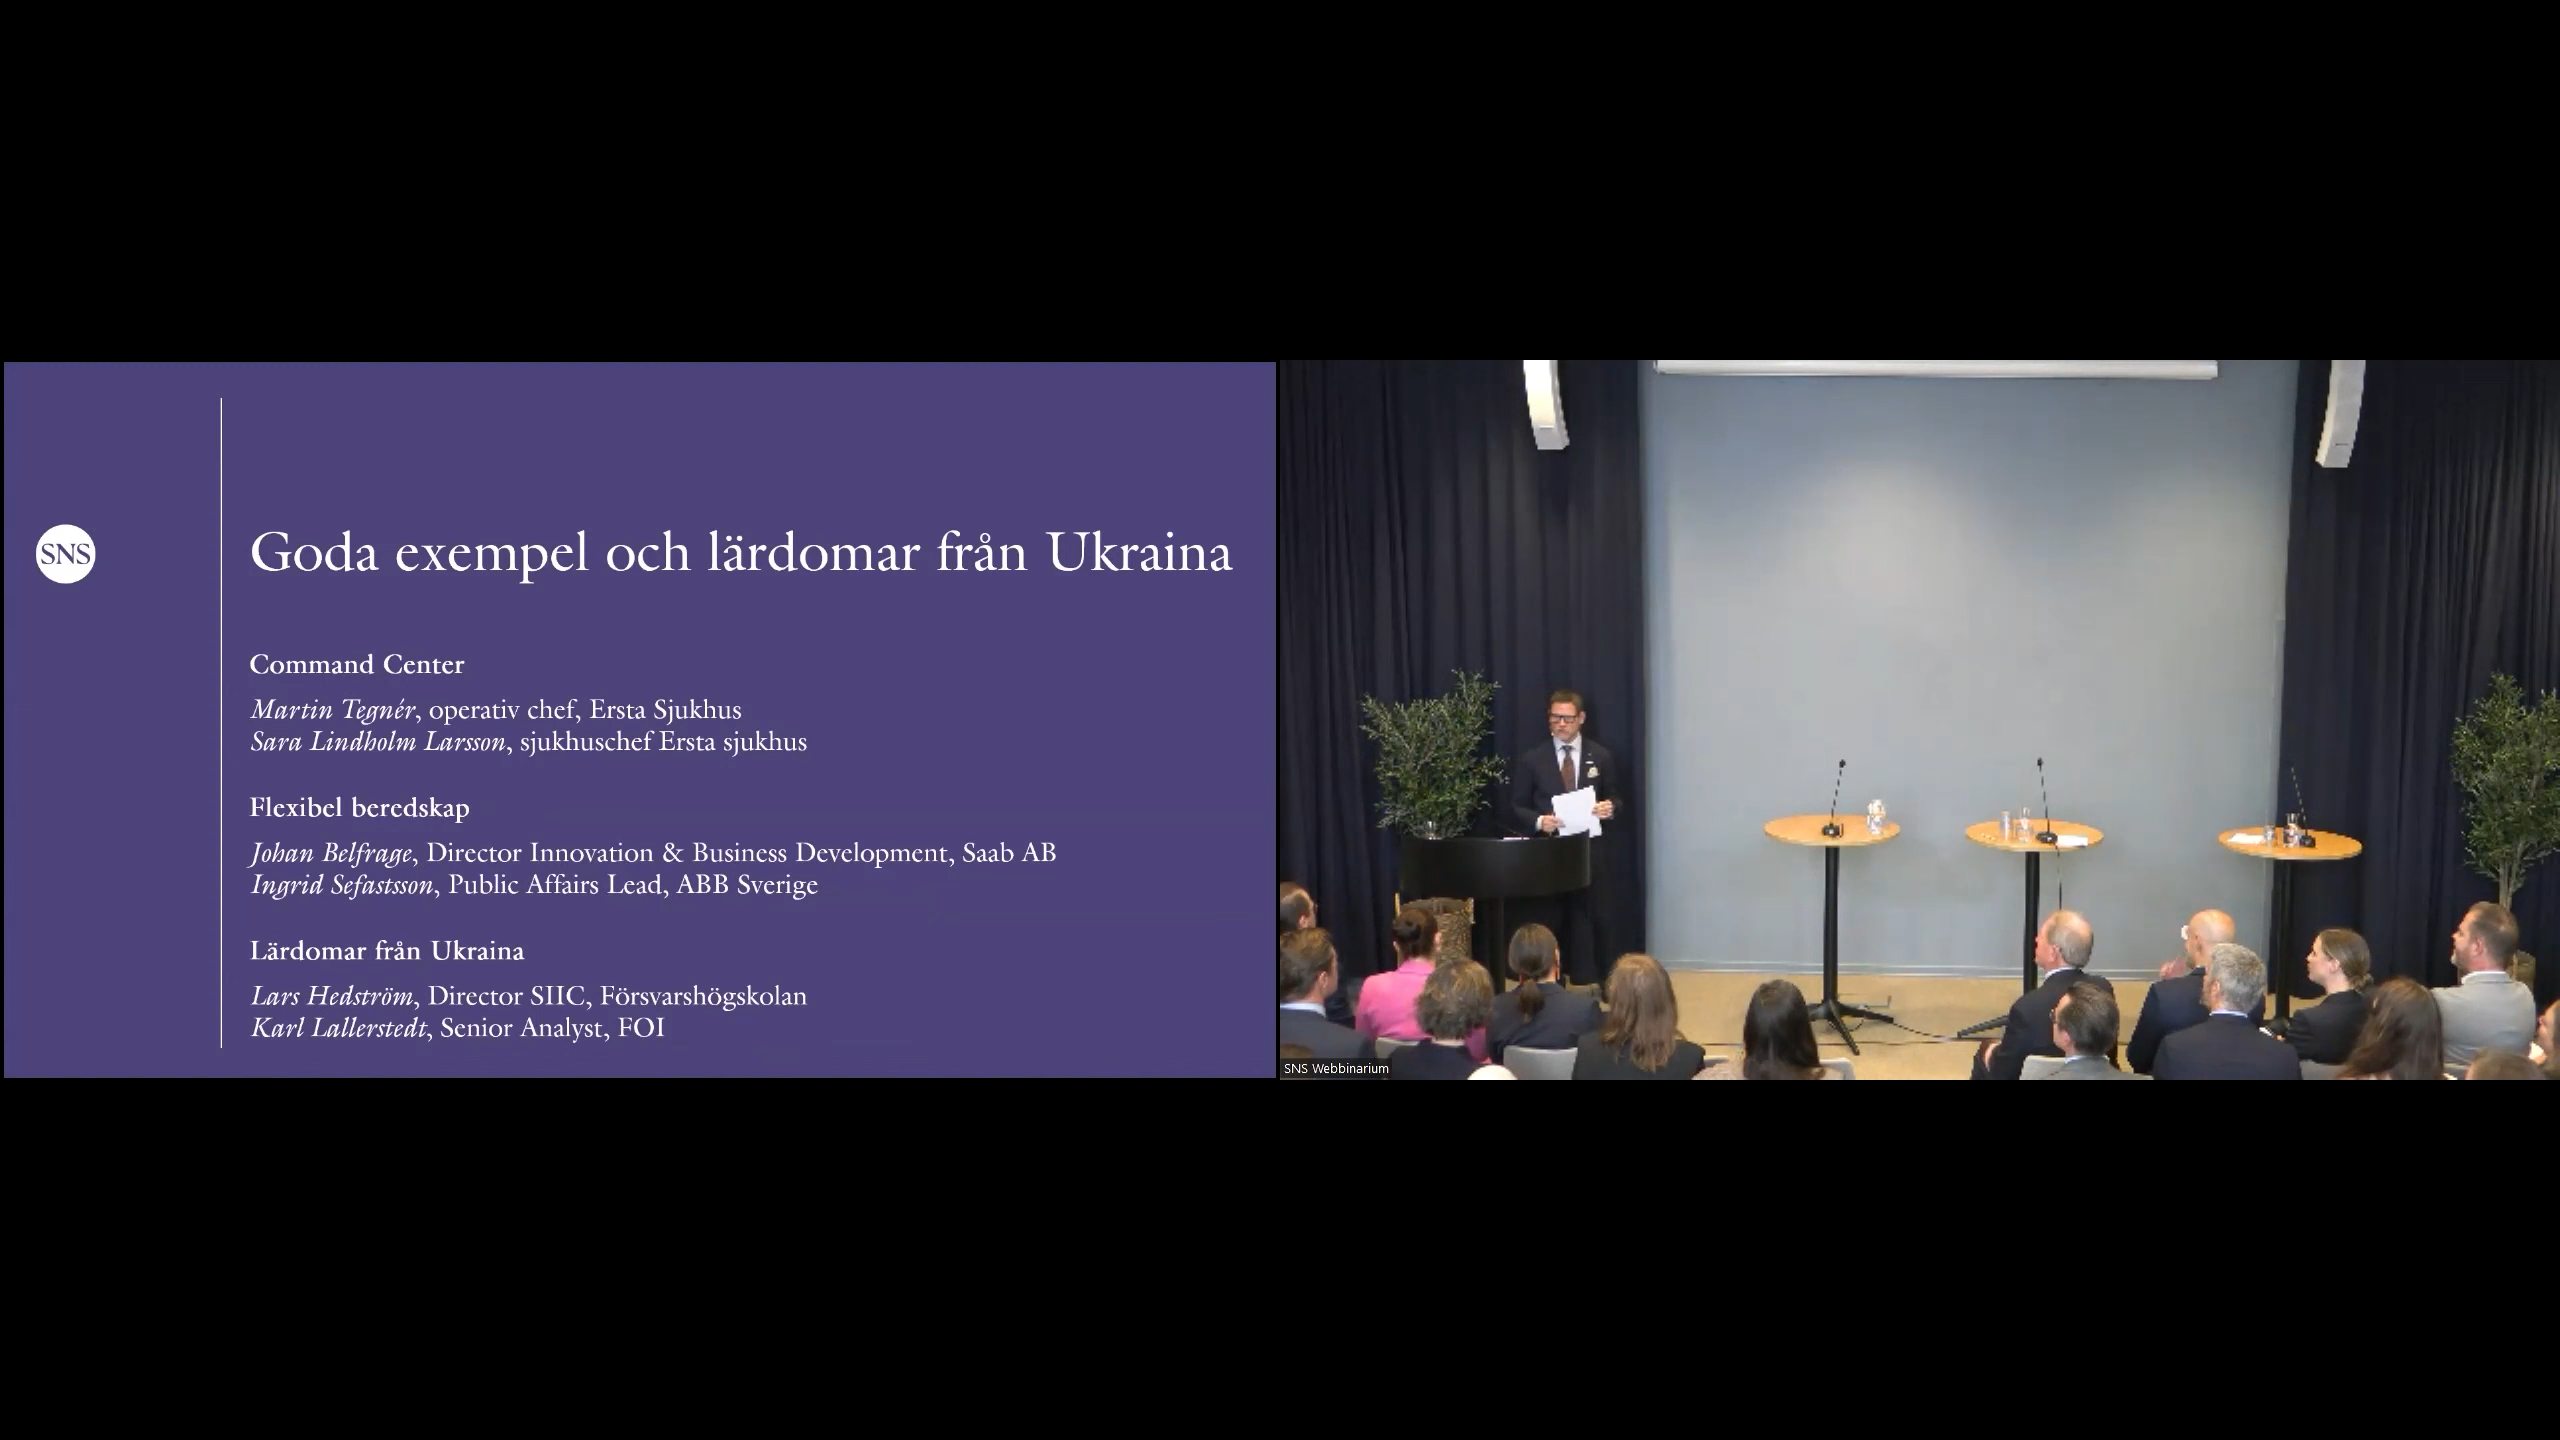 SNS
Goda exempel och lärdomar från Ukraina
Command Center
Martin Tegnér, operativ chef, Ersta Sjukhus
Sara Lindholm Larsson, sjukhuschef Ersta sjukhus
Flexibel beredskap
Johan Belfrage, Director Innovation & Business Development, Saab AB
Ingrid Sefastsson, Public Affairs Lead, ABB Sverige
Lärdomar från Ukraina
Lars Hedström, Director SIIC, Försvarshögskolan
Karl Lallerstedt, Senior Analyst, FOI
SNS Webbinarium